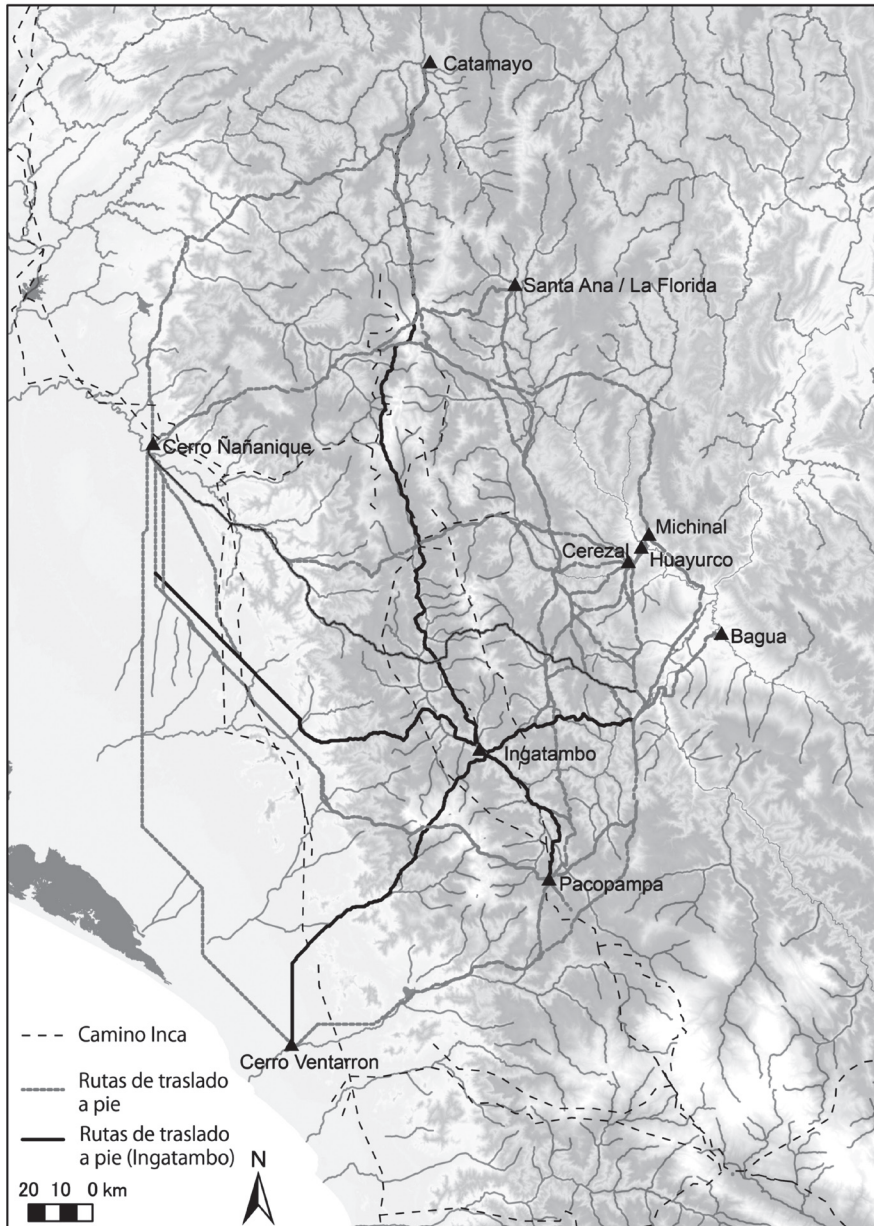 Catamayo
Santa Ana / La Florida
Cerro Ñañanique
Michinal
Cerezal
Huayurco
Bagua
Ingatambo
Pacopampa
Cerro Ventarron
Camino Inca
Rutas de traslado
a pie
Rutas de traslado
a pie (Ingatambo)
N
20 10 0 km